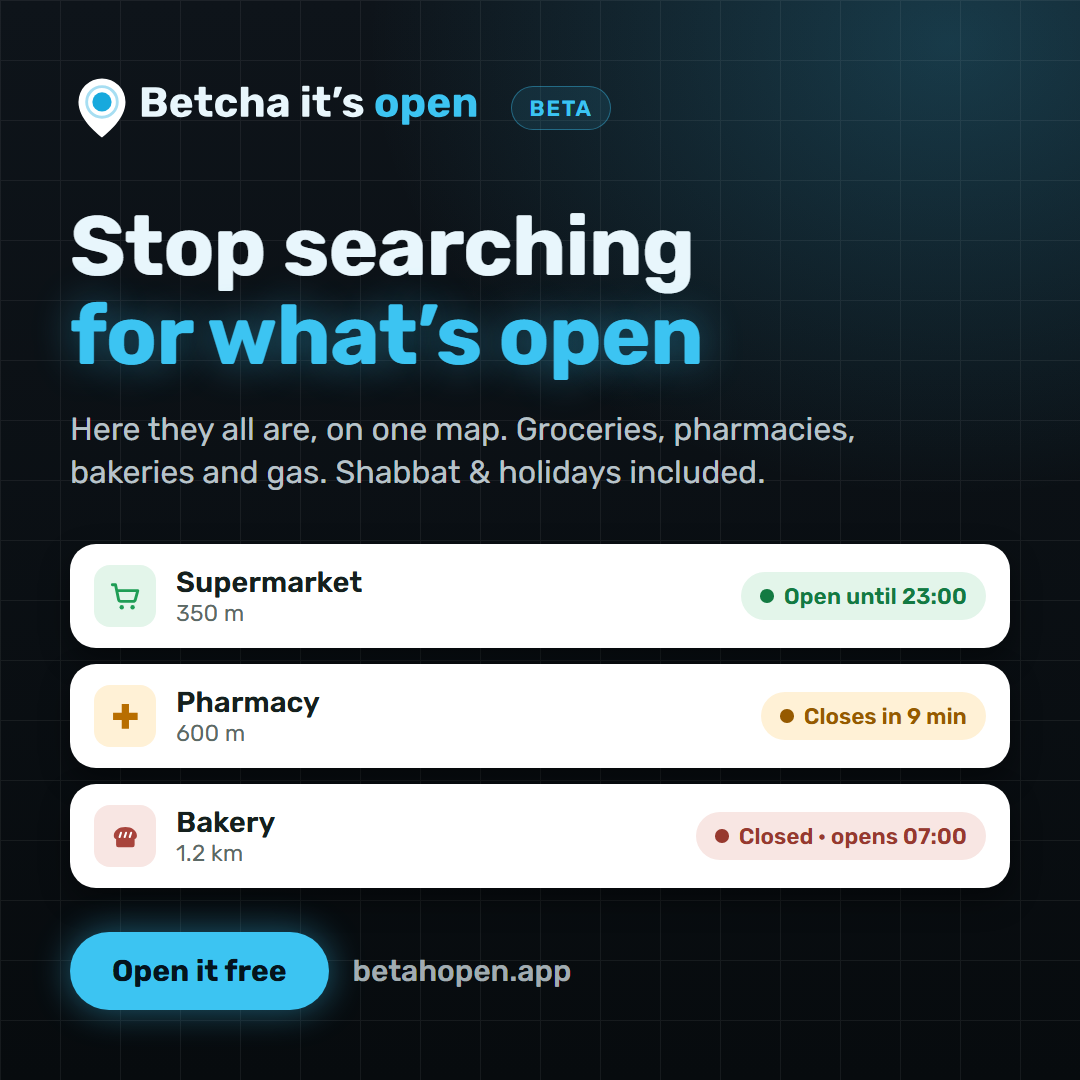 Betcha it’s open BETA
Stop searching
for what’s open
Here they all are, on one map. Groceries, pharmacies,
bakeries and gas. Shabbat & holidays included.
Supermarket
350 m
Open until 23:00
Pharmacy
600 m
Closes in 9 min
Bakery
1.2 km
Closed • opens 07:00
Open it free
betahopen.app